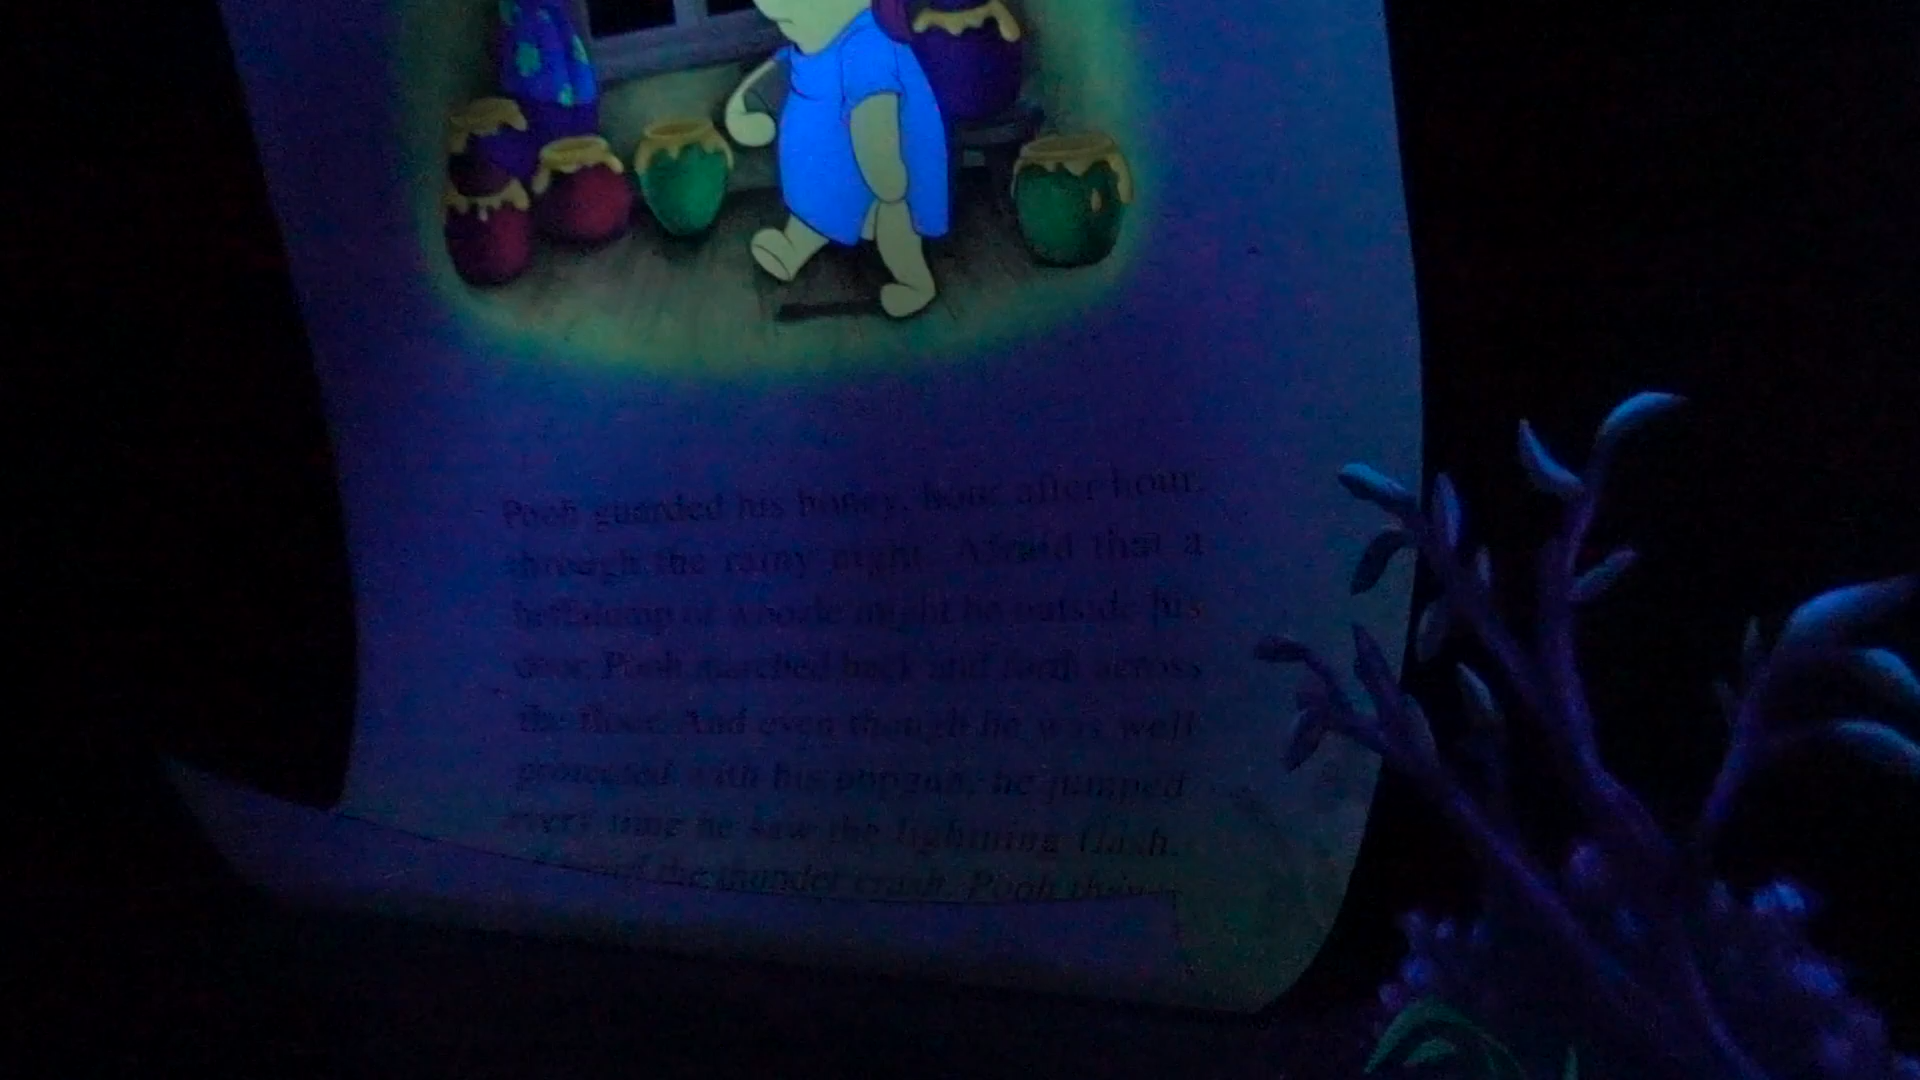 Pooh guarded his honey, hour after hour,
through the rainy night. Afraid that a
heffalump or woozle might be outside his
door, Pooh marched back and forth across
the floor. And even though he was well
protected with his popgun, he jumped
every time he saw the lightning flash.
the thunder crash. Pooh